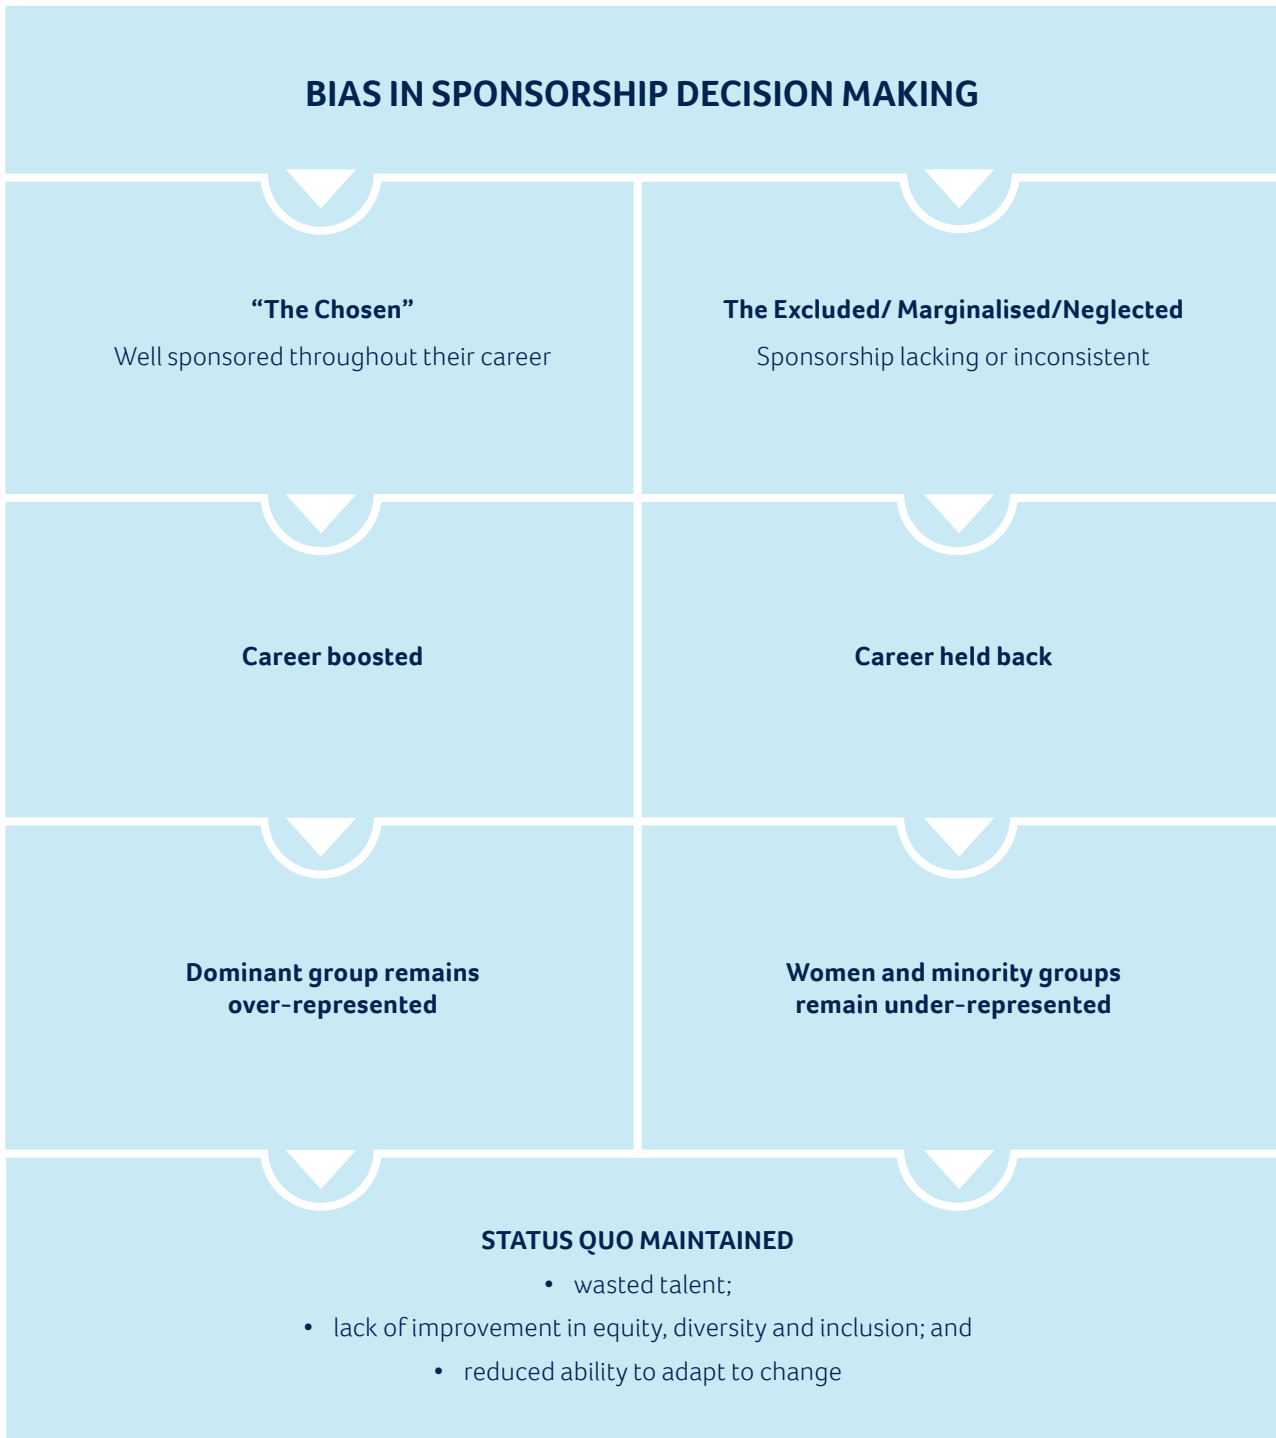 BIAS IN SPONSORSHIP DECISION MAKING
“The Chosen”
Well sponsored throughout their career
The Excluded/ Marginalised/Neglected
Sponsorship lacking or inconsistent
Career boosted
Career held back
Dominant group remains
over-represented
Women and minority groups
remain under-represented
STATUS QUO MAINTAINED
• wasted talent;
• lack of improvement in equity, diversity and inclusion; and
• reduced ability to adapt to change